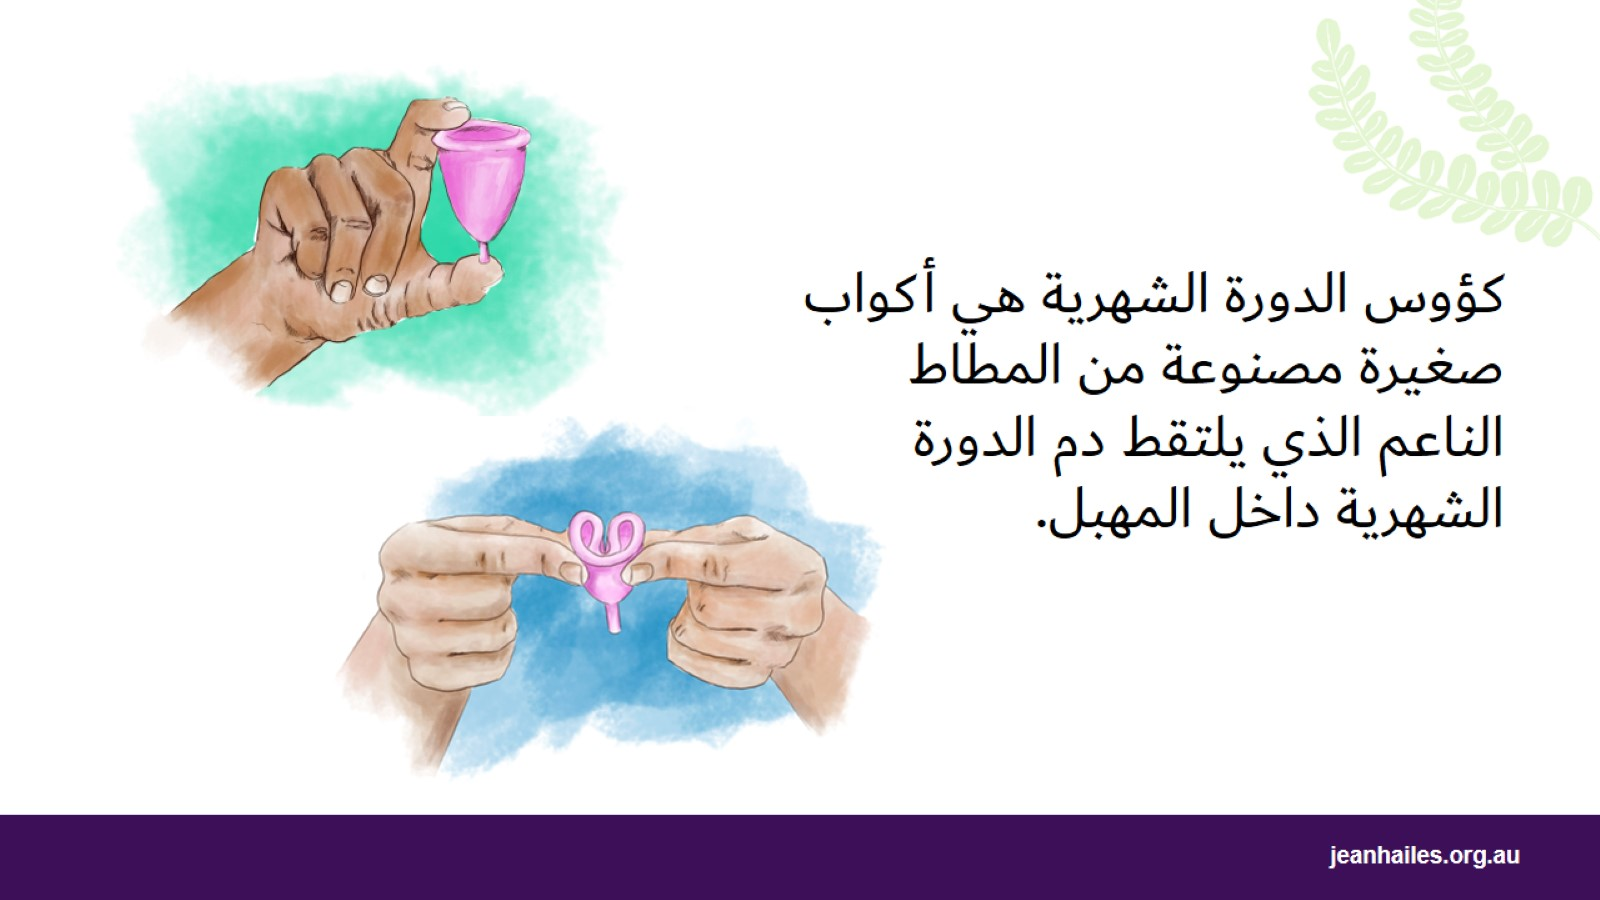 كؤوس الدورة الشهرية هي أكواب
صغيرة مصنوعة من المطاط
الناعم الذي يلتقط دم الدورة
الشهرية داخل المهبل.
jeanhailes.org.au